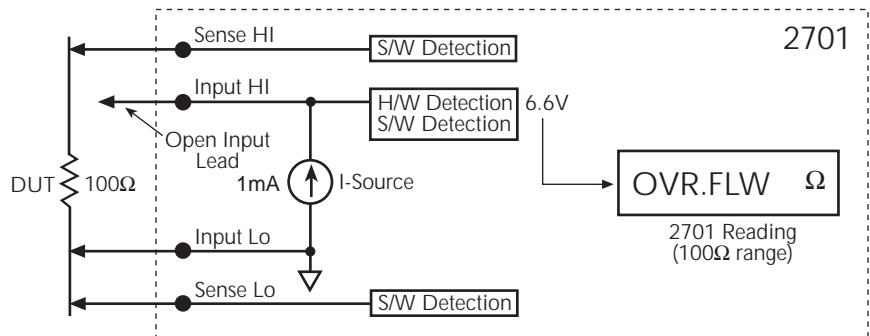 2701
Sense HI
S/W Detection
Input HI
H/W Detection
S/W Detection
6.6V
Open Input
Lead
DUT
100Ω
1mA
I-Source
OVR.FLW Ω
2701 Reading
(100Ω range)
Input Lo
Sense Lo
S/W Detection